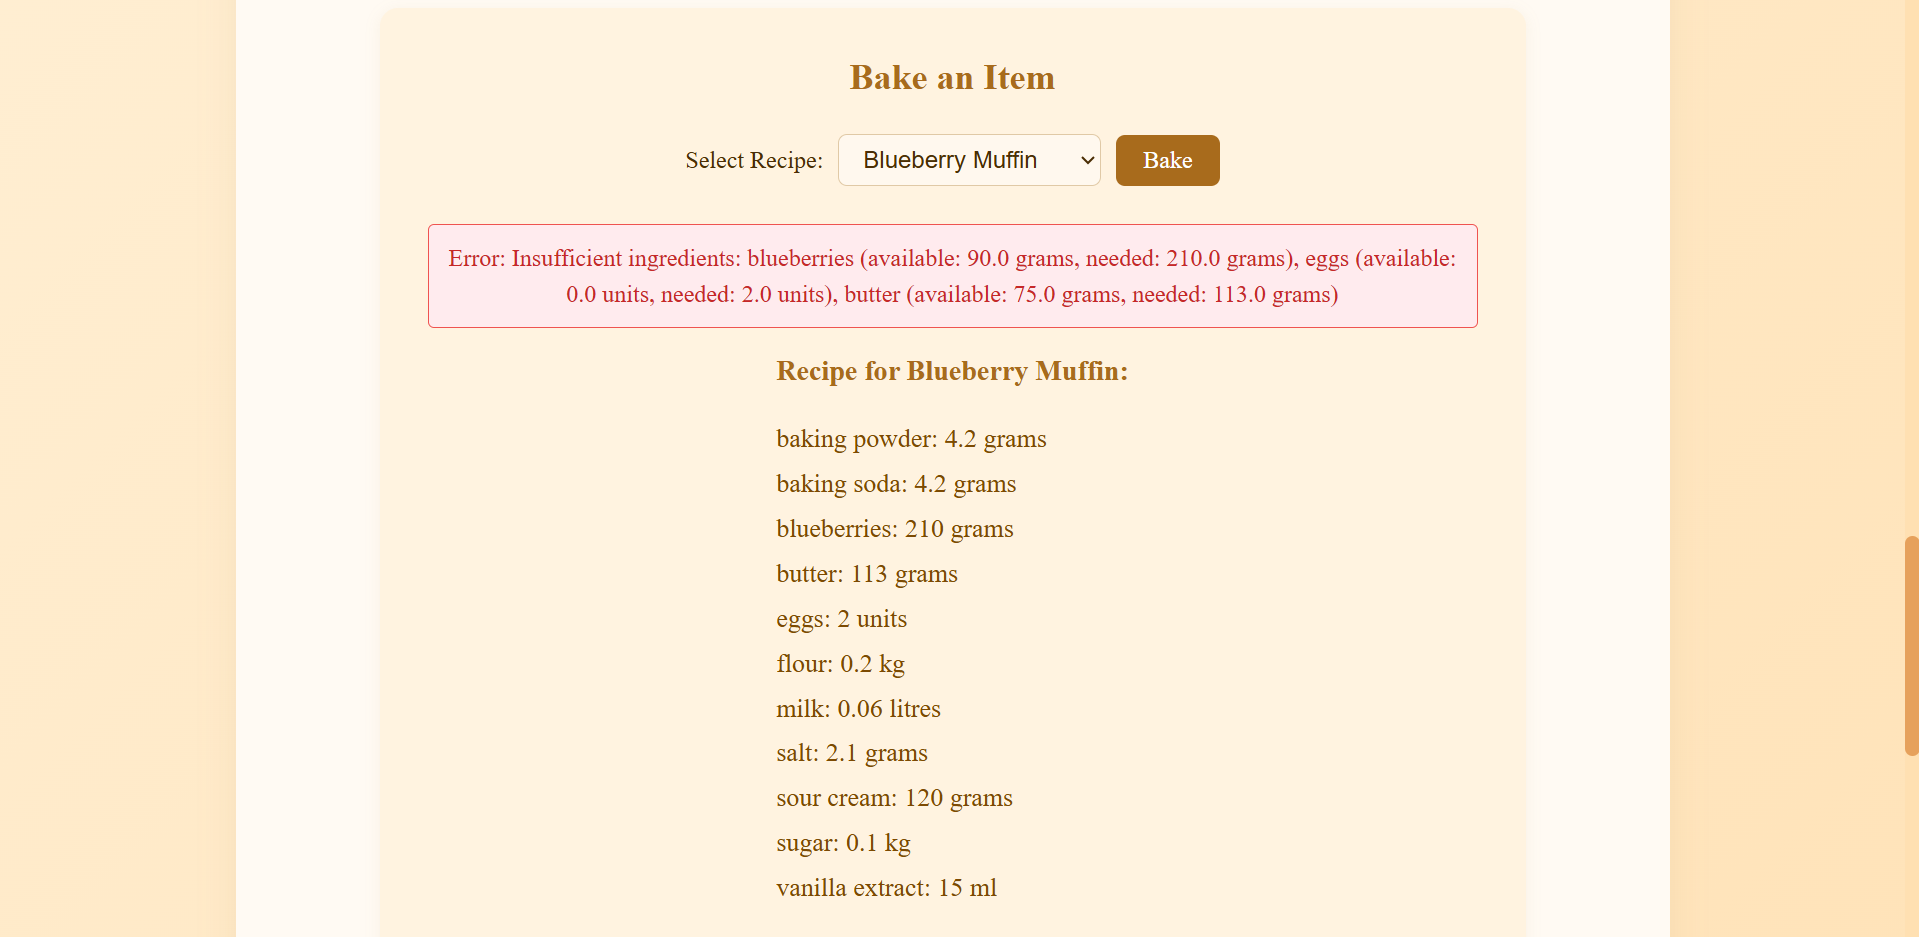 Bake an Item
Select Recipe: Blueberry Muffin Bake
Error: Insufficient ingredients: blueberries (available: 90.0 grams, needed: 210.0 grams), eggs (available:
0.0 units, needed: 2.0 units), butter (available: 75.0 grams, needed: 113.0 grams)
Recipe for Blueberry Muffin:
baking powder: 4.2 grams
baking soda: 4.2 grams
blueberries: 210 grams
butter: 113 grams
eggs: 2 units
flour: 0.2 kg
milk: 0.06 litres
salt: 2.1 grams
sour cream: 120 grams
sugar: 0.1 kg
vanilla extract: 15 ml